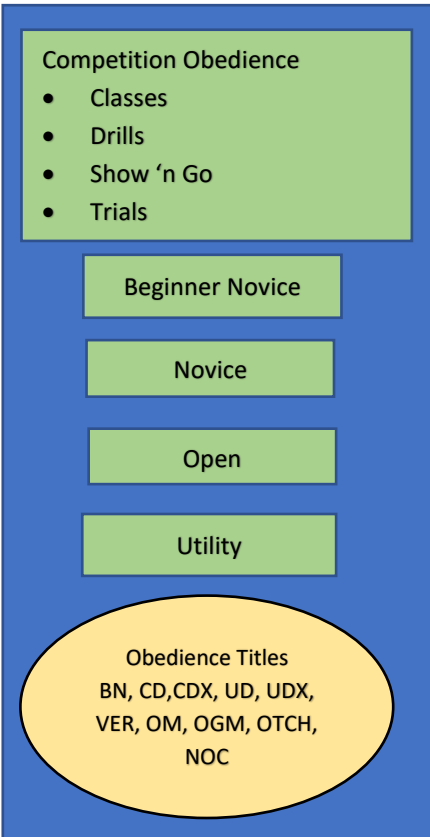 Competition Obedience
• Classes
• Drills
• Show ‘n Go
• Trials
Beginner Novice
Novice
Open
Utility
Obedience Titles
BN, CD,CDX, UD, UDX,
VER, OM, OGM, OTCH,
NOC